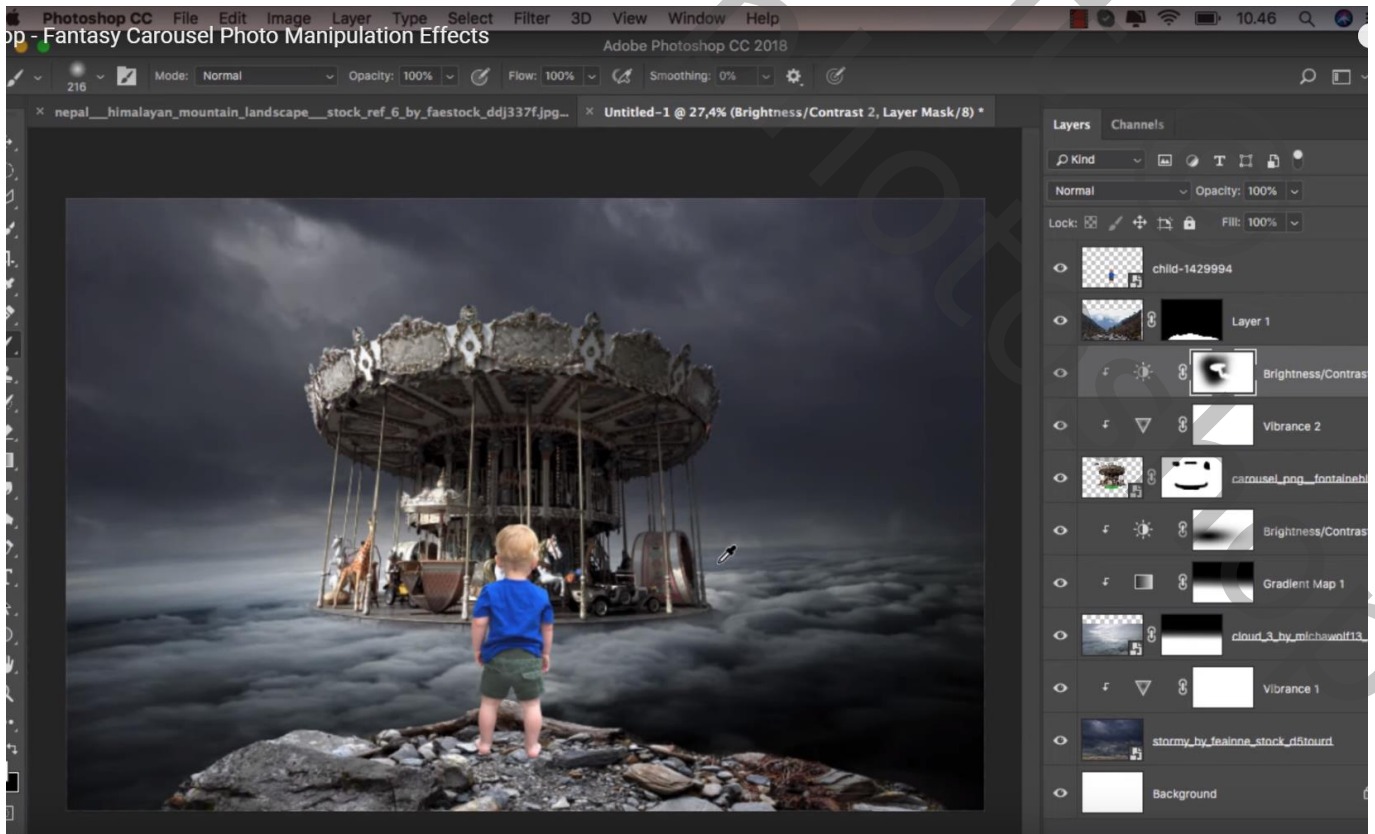 Photoshop CC File Edit Image Layer Type Select Filter 3D View Window Help 10.46
op - Fantasy Carousel Photo Manipulation Effects
Adobe Photoshop CC 2018
216 Mode: Normal Opacity: 100% Flow: 100% Smoothing: 0%
× nepal__himalayan_mountain_landscape__stock_ref_6_by_faestock_ddj337f.jpg... × Untitled-1 @ 27,4% (Brightness/Contrast 2, Layer Mask/8) *
Layers Channels
Kind
Normal Opacity: 100%
Lock: Fill: 100%
child-1429994
Layer 1
Brightness/Contras
Vibrance 2
carousel_png__fontainebl
Brightness/Contras
Gradient Map 1
cloud_3_by_michawolf13_
Vibrance 1
stormy_by_feainne_stock_d5tourd
Background